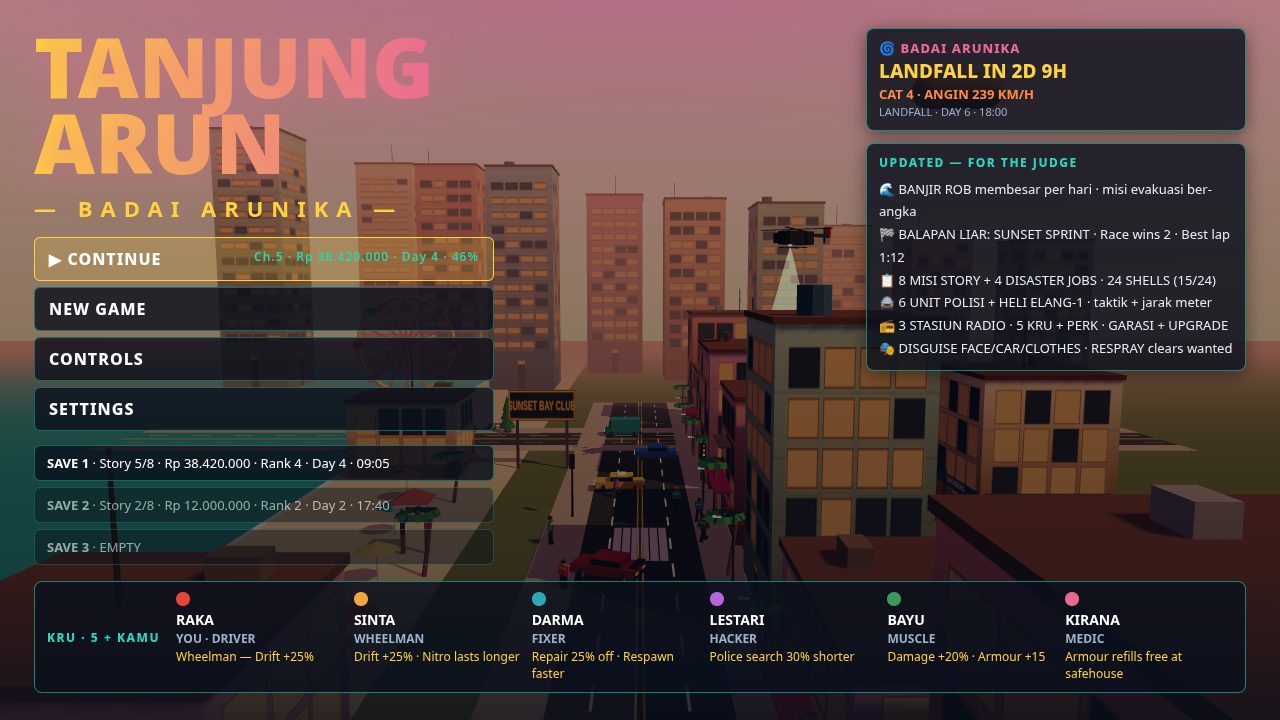 TANJUNG
ARUN
— BADAI ARUNIKA —
▶ CONTINUE Ch.5 · Rp 38.420.000 · Day 4 · 46%
NEW GAME
CONTROLS
SETTINGS
SAVE 1 · Story 5/8 · Rp 38.420.000 · Rank 4 · Day 4 · 09:05
SAVE 2 · Story 2/8 · Rp 12.000.000 · Rank 2 · Day 2 · 17:40
SAVE 3 · EMPTY
🌀 BADAI ARUNIKA
LANDFALL IN 2D 9H
CAT 4 · ANGIN 239 KM/H
LANDFALL · DAY 6 · 18:00
UPDATED — FOR THE JUDGE
🌊 BANJIR ROB membesar per hari · misi evakuasi ber-
angka
🏁 BALAPAN LIAR: SUNSET SPRINT · Race wins 2 · Best lap
1:12
📋 8 MISI STORY + 4 DISASTER JOBS · 24 SHELLS (15/24)
🚔 6 UNIT POLISI + HELI ELANG-1 · taktik + jarak meter
📻 3 STASIUN RADIO · 5 KRU + PERK · GARASI + UPGRADE
🎭 DISGUISE FACE/CAR/CLOTHES · RESPRAY clears wanted
SUNSET BAY CLUB
KRU · 5 + KAMU
RAKA
YOU · DRIVER
Wheelman — Drift +25%
SINTA
WHEELMAN
Drift +25% · Nitro lasts longer
DARMA
FIXER
Repair 25% off · Respawn
faster
LESTARI
HACKER
Police search 30% shorter
BAYU
MUSCLE
Damage +20% · Armour +15
KIRANA
MEDIC
Armour refills free at
safehouse